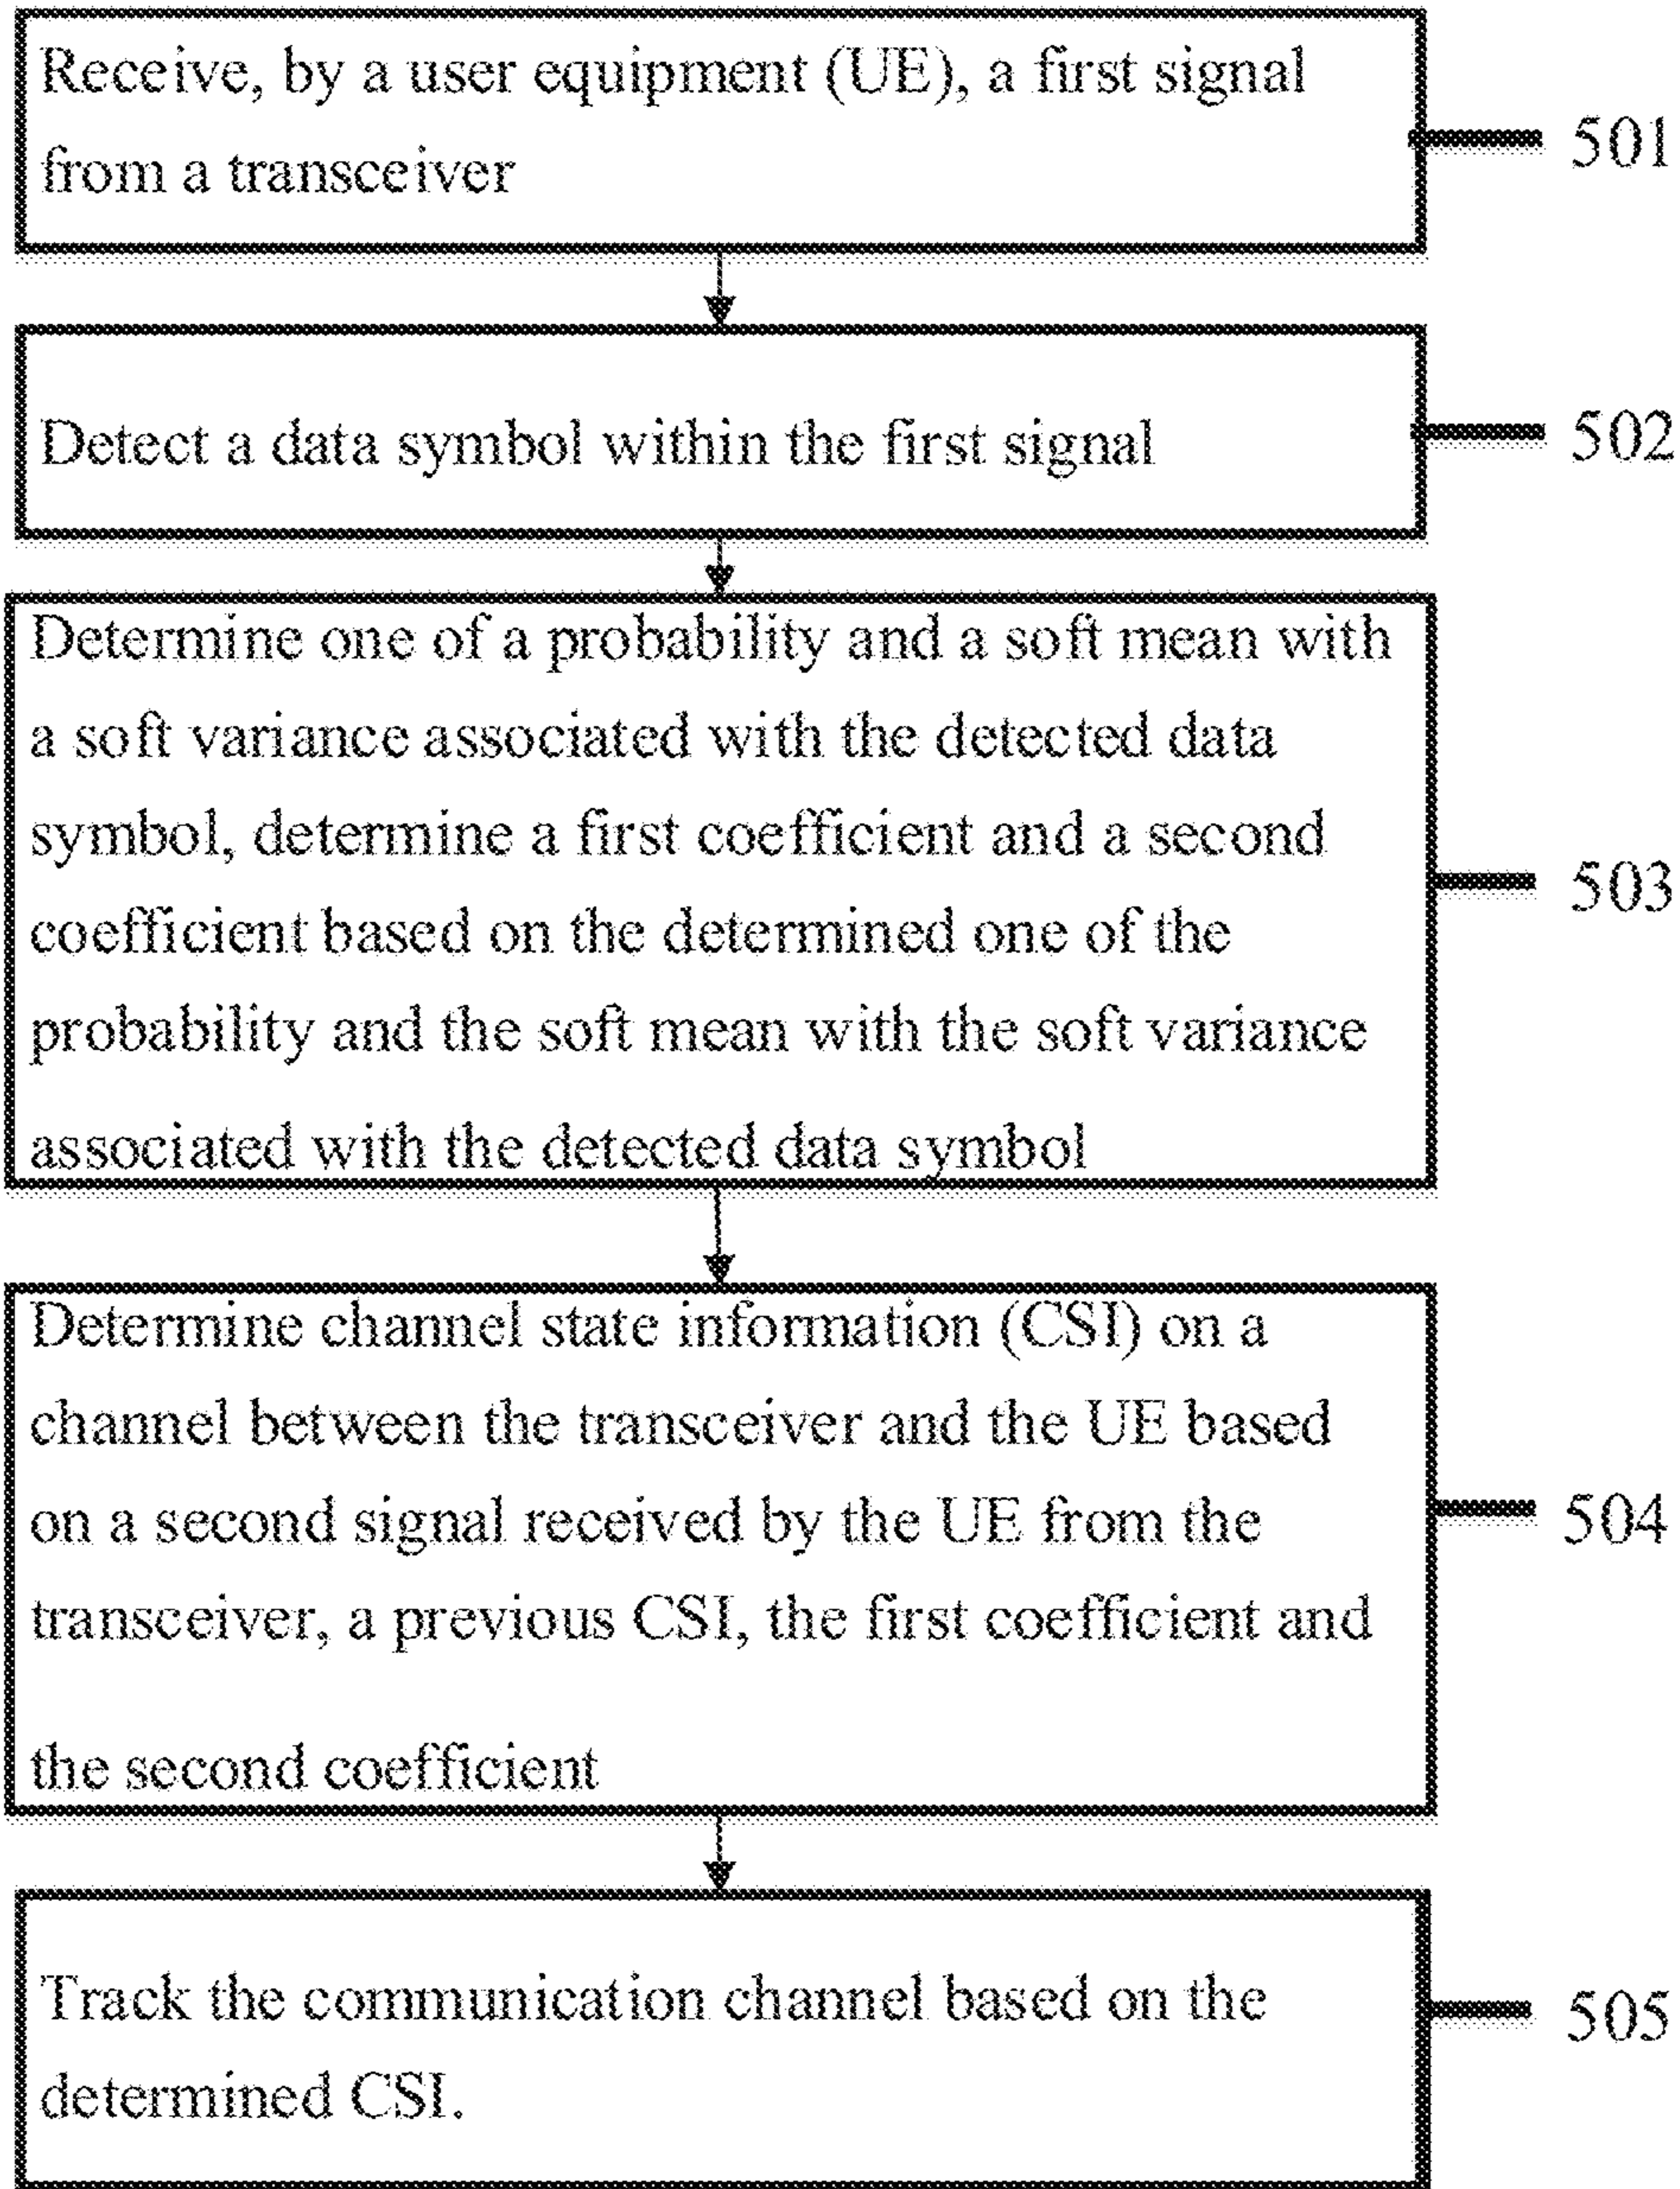 Receive, by a user equipment (UE), a first signal
from a transceiver
501
Detect a data symbol within the first signal
502
Determine one of a probability and a soft mean with
a soft variance associated with the detected data
symbol, determine a first coefficient and a second
coefficient based on the determined one of the
probability and the soft mean with the soft variance
associated with the detected data symbol
503
Determine channel state information (CSI) on a
channel between the transceiver and the UE based
on a second signal received by the UE from the
transceiver, a previous CSI, the first coefficient and
the second coefficient
504
Track the communication channel based on the
determined CSI.
505